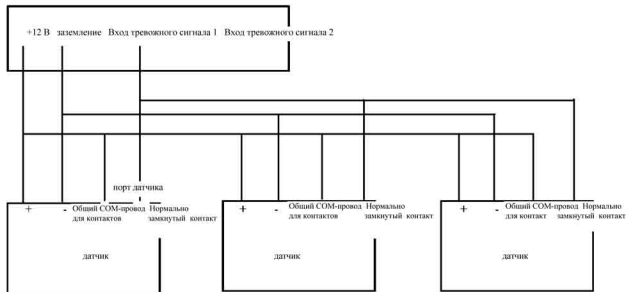 +12 В заземление Вход тревожного сигнала 1 Вход тревожного сигнала 2
порт датчика
+ - Общий COM-провод Нормально
для контактов замкнутый контакт
датчик
+ - Общий COM-провод Нормально
для контактов замкнутый контакт
датчик
+ - Общий COM-провод Нормально
для контакт замкнутый контакт
датчик